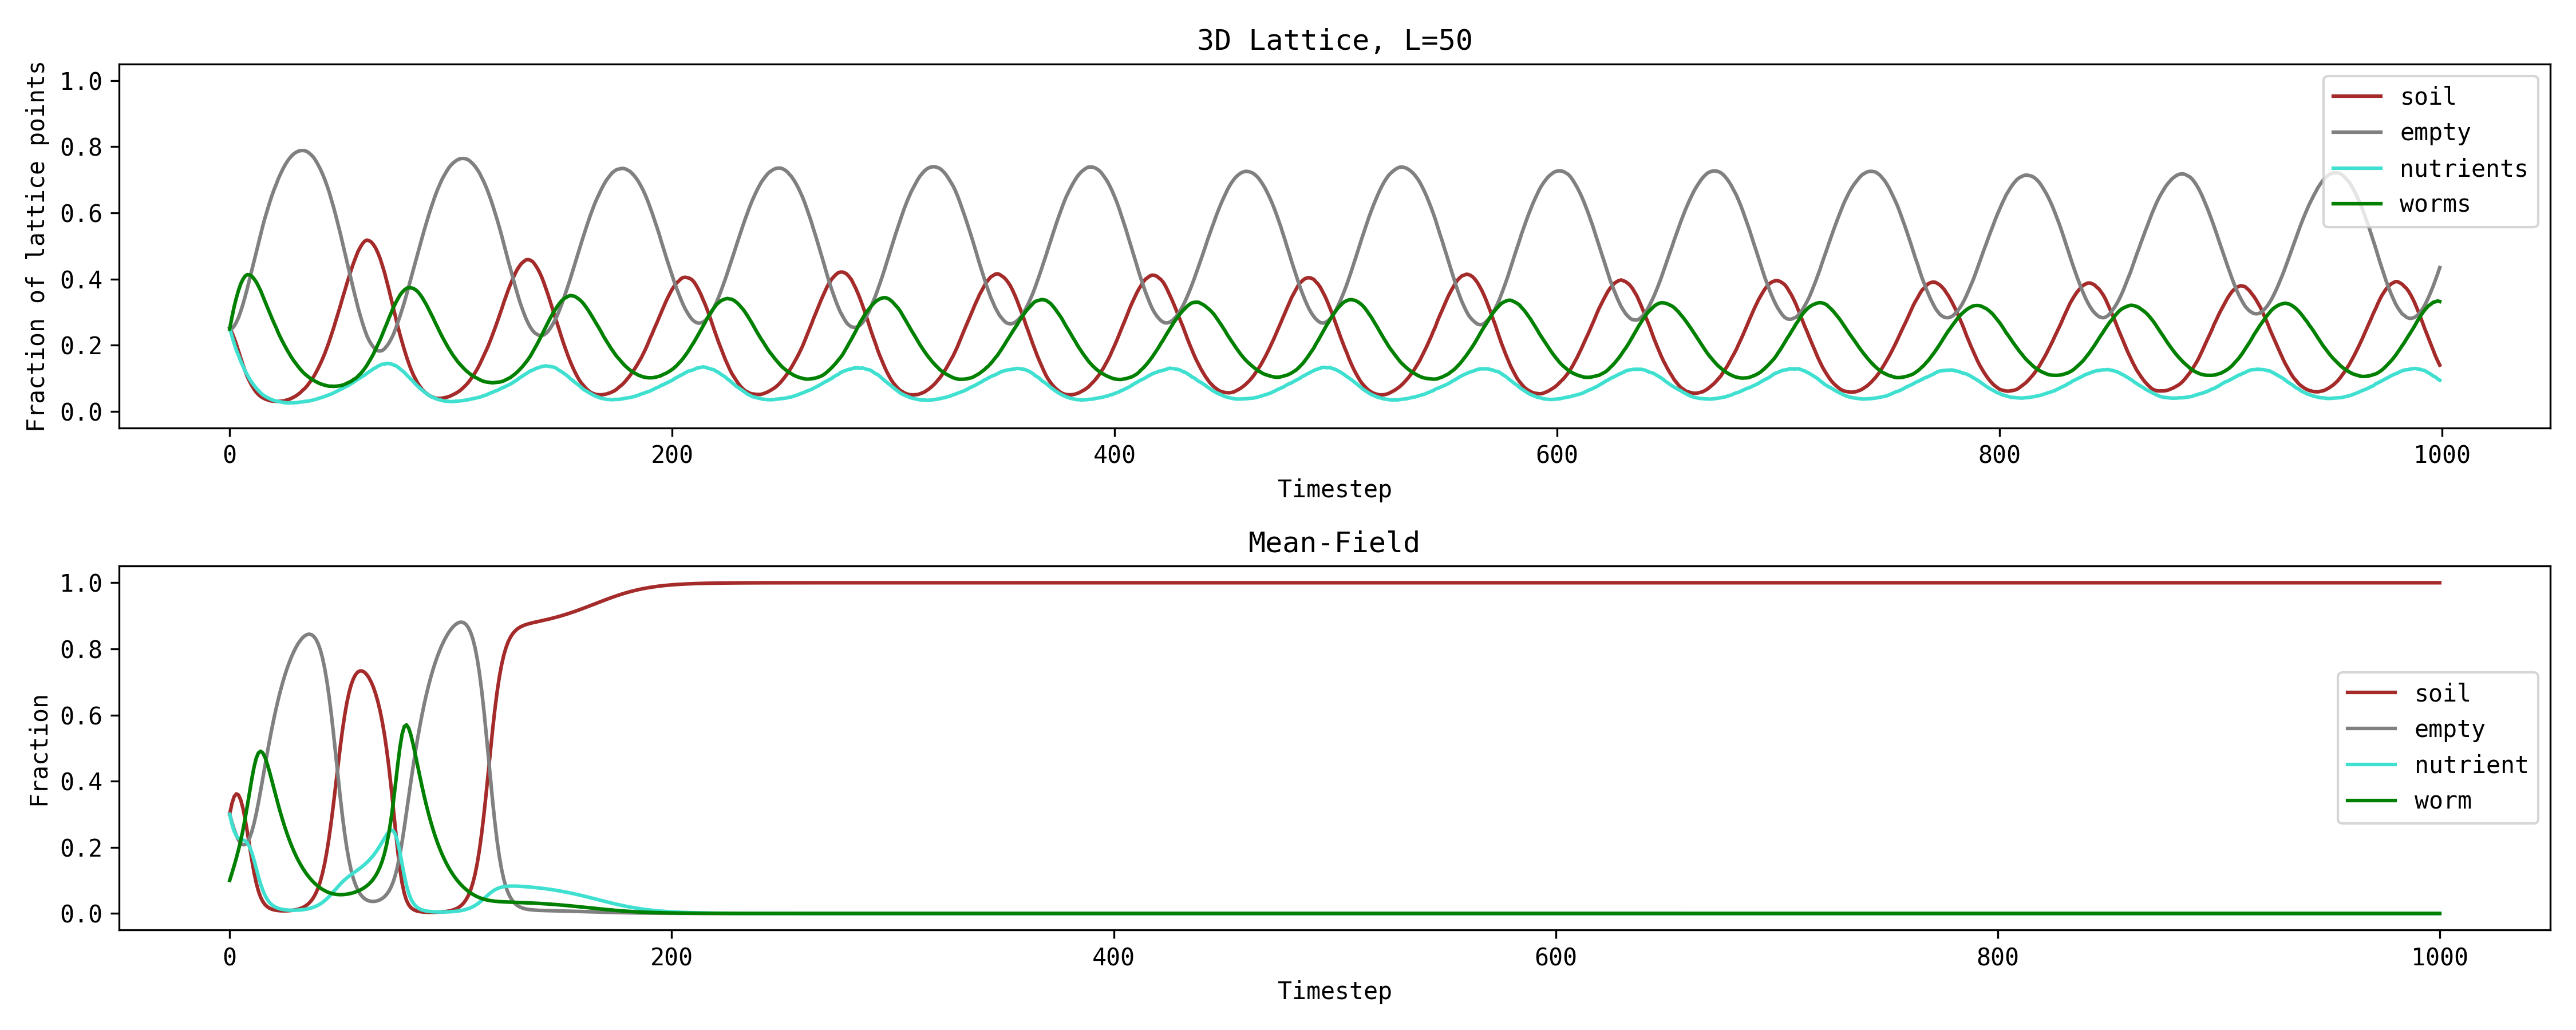 3D Lattice, L=50
Fraction of lattice points
1.0
0.8
0.6
0.4
0.2
0.0
soil
empty
nutrients
worms
0 200 400 600 800 1000
Timestep
Mean-Field
Fraction
1.0
0.8
0.6
0.4
0.2
0.0
soil
empty
nutrient
worm
0 200 400 600 800 1000
Timestep